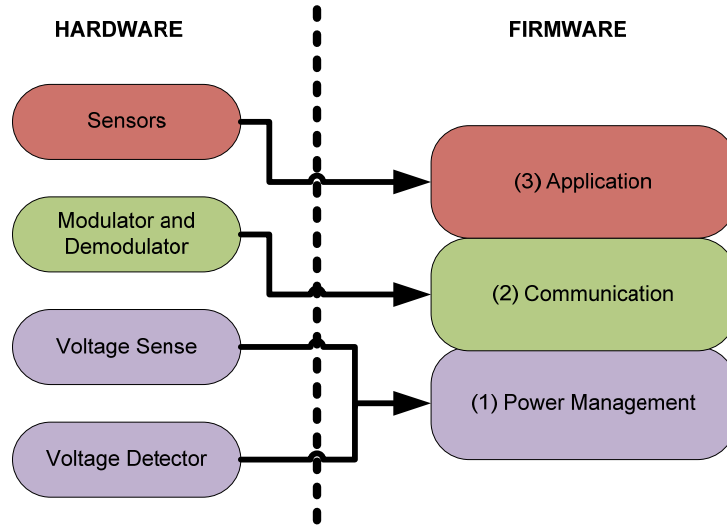 HARDWARE
FIRMWARE
Sensors
(3) Application
Modulator and
Demodulator
(2) Communication
Voltage Sense
(1) Power Management
Voltage Detector